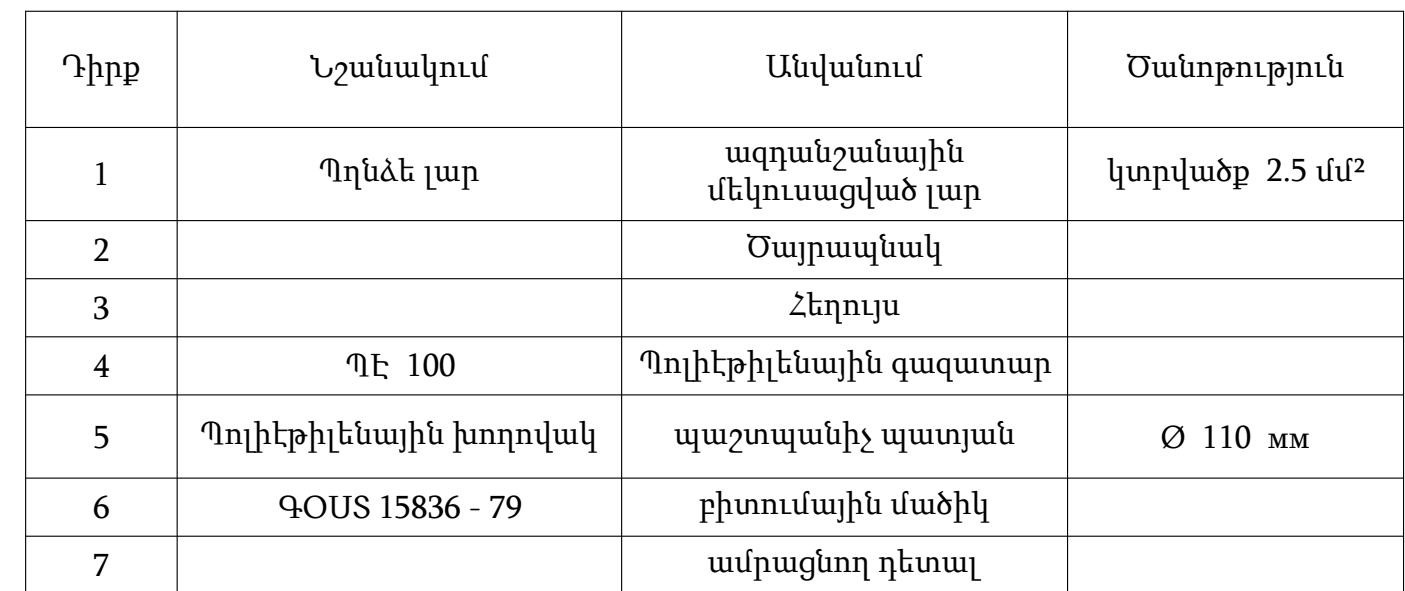 Դիրք Նշանակում Անվանում Ծանոթություն
1 Պղնձե լար ազդանշանային մեկուսացված լար կտրվածք 2.5 մմ²
2 Ծայրապնակ
3 Հեղույս
4 ՊԷ 100 Պոլիէթիլենային գազատար
5 Պոլիէթիլենային խողովակ պաշտպանիչ պատյան Ø 110 мм
6 ԳՕՍՏ 15836 - 79 բիտումային մածիկ
7 ամրացնող դետալ